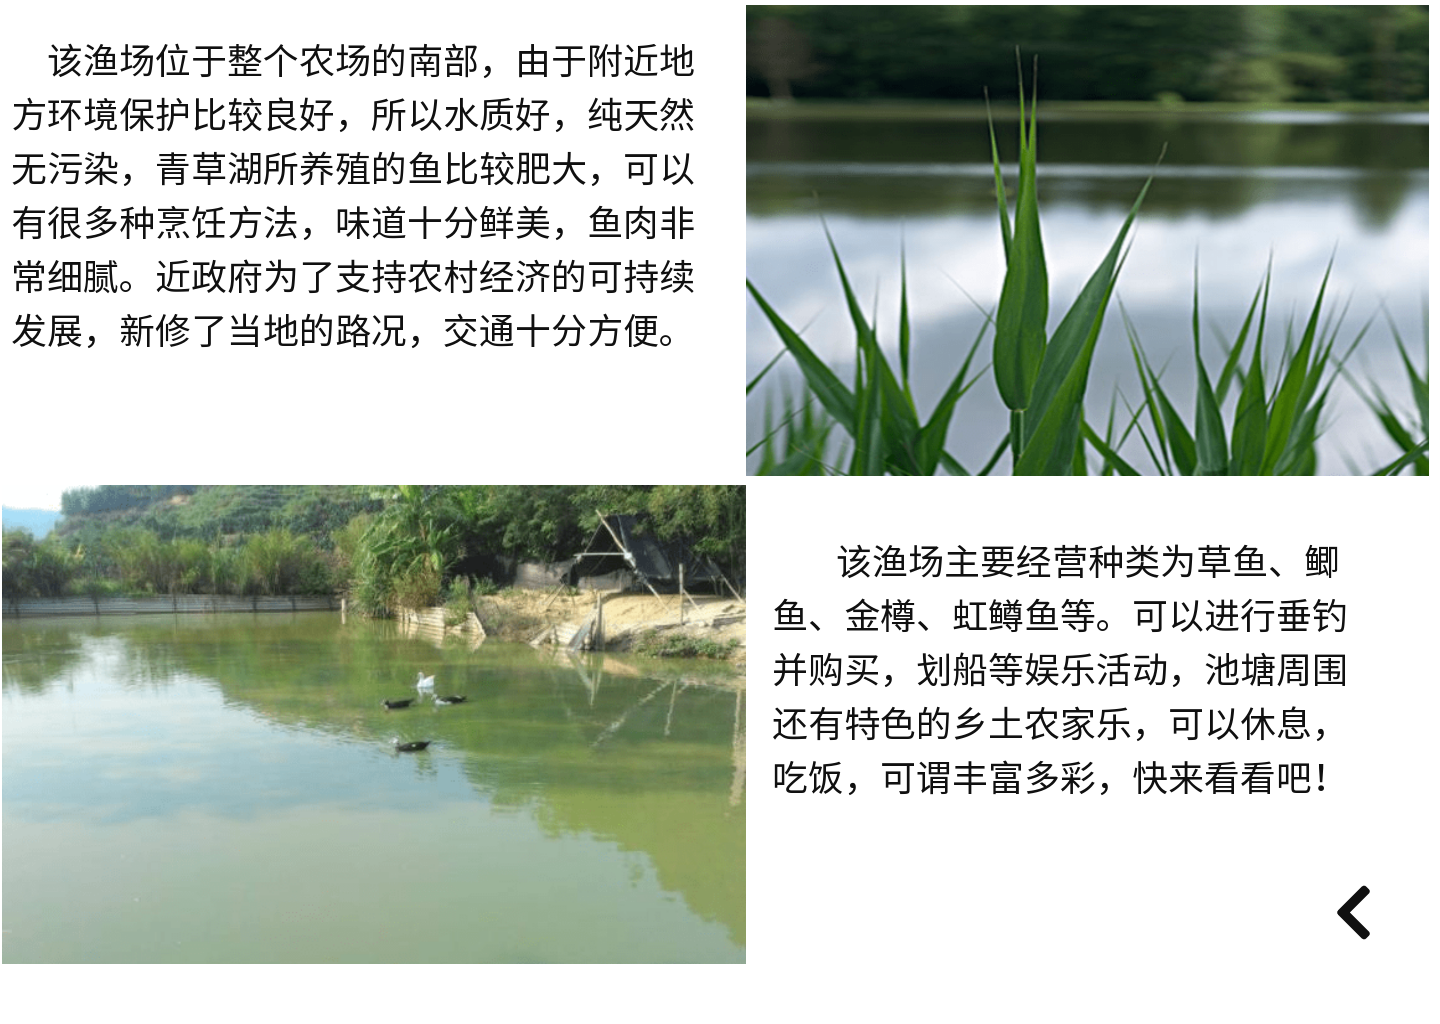 该渔场位于整个农场的南部，由于附近地
方环境保护比较良好，所以水质好，纯天然
无污染，青草湖所养殖的鱼比较肥大，可以
有很多种烹饪方法，味道十分鲜美，鱼肉非
常细腻。近政府为了支持农村经济的可持续
发展，新修了当地的路况，交通十分方便。
该渔场主要经营种类为草鱼、鲫
鱼、金樽、虹鳟鱼等。可以进行垂钓
并购买，划船等娱乐活动，池塘周围
还有特色的乡土农家乐，可以休息，
吃饭，可谓丰富多彩，快来看看吧！